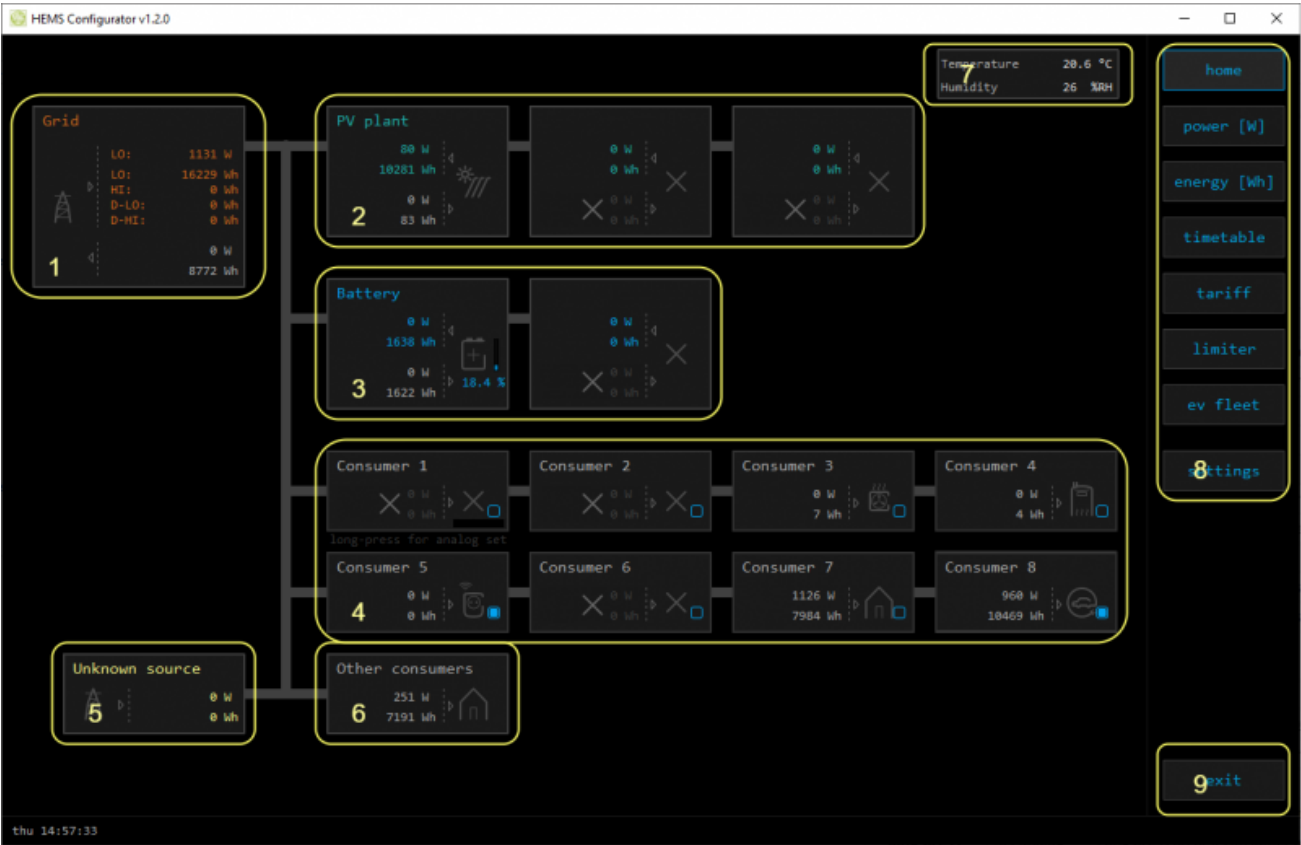 HEMS Configurator v1.2.0
Temperature 20.6 °C
Humidity 26 %RH
7
home
power [W]
energy [Wh]
timetable
tariff
limiter
ev fleet
settings
8
Grid
LO: 1131 W
LO: 16229 Wh
HI: 0 Wh
D-LO: 0 Wh
D-HI: 0 Wh
0 W
8772 Wh
1
PV plant
80 W
10281 Wh
0 W
83 Wh
2
0 W
0 Wh
0 W
0 Wh
0 W
0 Wh
0 W
0 Wh
Battery
0 W
1638 Wh
0 W
1622 Wh
18.4 %
3
0 W
0 Wh
0 W
0 Wh
Consumer 1
0 W
0 Wh
long-press for analog set
Consumer 2
0 W
0 Wh
Consumer 3
0 W
7 Wh
Consumer 4
0 W
4 Wh
Consumer 5
0 W
0 Wh
4
Consumer 6
0 W
0 Wh
Consumer 7
1126 W
7984 Wh
Consumer 8
960 W
10469 Wh
Unknown source
0 W
0 Wh
5
Other consumers
251 W
7191 Wh
6
exit
9
thu 14:57:33